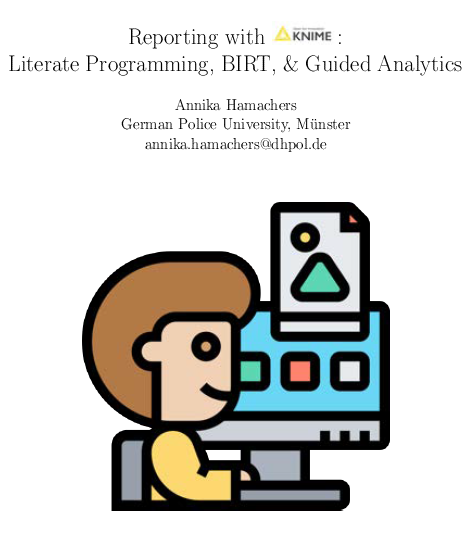 Reporting with KNIME :
Literate Programming, BIRT, & Guided Analytics
Annika Hamachers
German Police University, Münster
annika.hamachers@dhpol.de